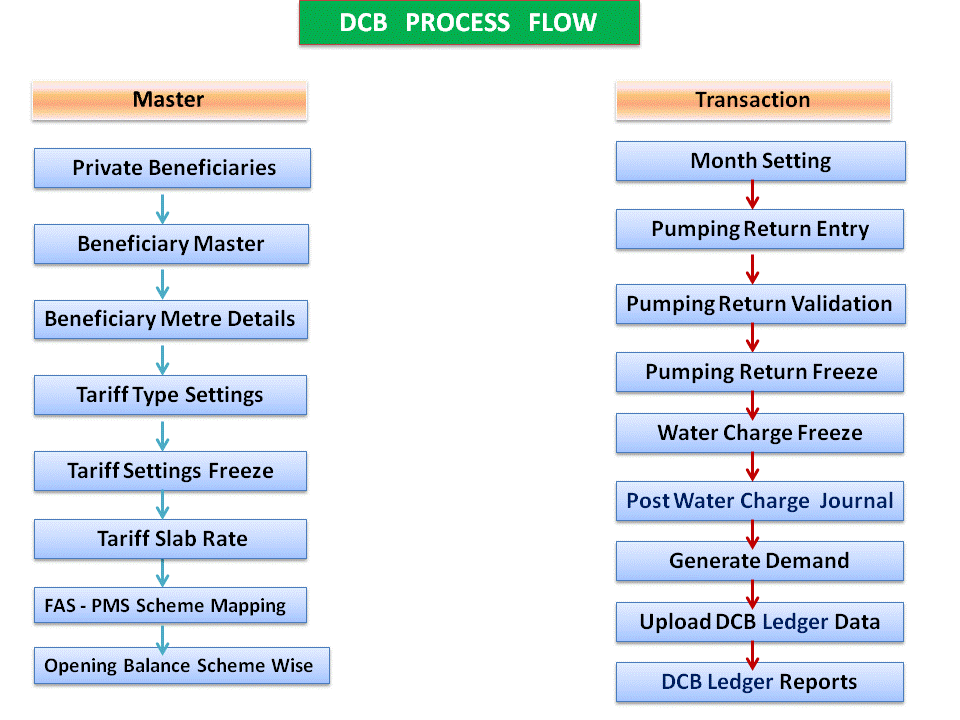 DCB PROCESS FLOW
Master
Private Beneficiaries
Beneficiary Master
Beneficiary Metre Details
Tariff Type Settings
Tariff Settings Freeze
Tariff Slab Rate
FAS - PMS Scheme Mapping
Opening Balance Scheme Wise
Transaction
Month Setting
Pumping Return Entry
Pumping Return Validation
Pumping Return Freeze
Water Charge Freeze
Post Water Charge Journal
Generate Demand
Upload DCB Ledger Data
DCB Ledger Reports